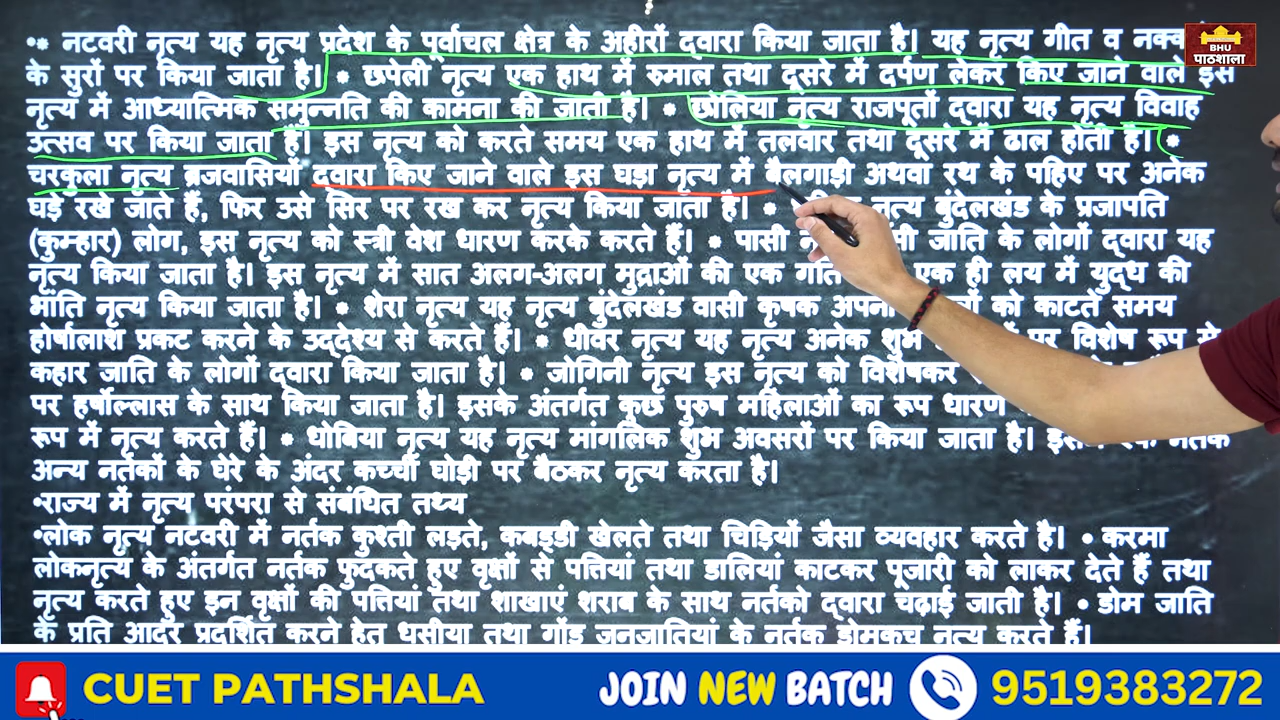 •* नटवरी नृत्य यह नृत्य प्रदेश के पूर्वांचल क्षेत्र के अहीरों द्वारा किया जाता है। यह नृत्य गीत व
BHU
पाठशाला
के सुरों पर किया जाता है। * छपेली नृत्य एक हाथ में रुमाल तथा दूसरे में दर्पण लेकर किए जाने वाले इस
नृत्य में आध्यात्मिक समुन्नति की कामना की जाती है। * छोलिया नृत्य राजपूतों द्वारा यह नृत्य विवाह
उत्सव पर किया जाता है। इस नृत्य को करते समय एक हाथ में तलवार तथा दूसरे में ढाल होती है। *
चरकुला नृत्य ब्रजवासियों द्वारा किए जाने वाले इस घड़ा नृत्य में बैलगाड़ी अथवा रथ के पहिए पर अनेक
घड़े रखे जाते हैं, फिर उसे सिर पर रख कर नृत्य किया जाता है। * नृत्य बुंदेलखंड के प्रजापति
(कुम्हार) लोग, इस नृत्य को स्त्री वेश धारण करके करते हैं। * पासी जाति के लोगों द्वारा यह
नृत्य किया जाता है। इस नृत्य में सात अलग-अलग मुद्राओं की एक एक ही लय में युद्ध की
भांति नृत्य किया जाता है। * शेरा नृत्य यह नृत्य बुंदेलखंड वासी कृषक को काटते समय
होर्षालाश प्रकट करने के उद्देश्य से करते हैं। * धीवर नृत्य यह नृत्य अनेक शुभ पर विशेष रूप से
कहार जाति के लोगों द्वारा किया जाता है। * जोगिनी नृत्य इस नृत्य को विशेषकर
पर हर्षोल्लास के साथ किया जाता है। इसके अंतर्गत कुछ पुरुष महिलाओं का रूप धारण
रूप में नृत्य करते हैं। * धोबिया नृत्य यह नृत्य मांगलिक शुभ अवसरों पर किया जाता है। नर्तक
अन्य नर्तकों के घेरे के अंदर कच्ची घोड़ी पर बैठकर नृत्य करता है।
•राज्य में नृत्य परंपरा से संबंधित तथ्य
•लोक नृत्य नटवरी में नर्तक कुश्ती लड़ते, कबड्डी खेलते तथा चिड़ियों जैसा व्यवहार करते है। • करमा
लोकनृत्य के अंतर्गत नर्तक फुदकते हुए वृक्षों से पत्तियां तथा डालियां काटकर पूजारी को लाकर देते हैं तथा
नृत्य करते हुए इन वृक्षों की पत्तियां तथा शाखाएं शराब के साथ नर्तको द्वारा चढ़ाई जाती है। • डोम जाति
के प्रति आदर प्रदर्शित करने हेतु धसीया तथा गोंड जनजातियां के नर्तक डोमकच नृत्य करते हैं।
CUET PATHSHALA JOIN NEW BATCH 9519383272